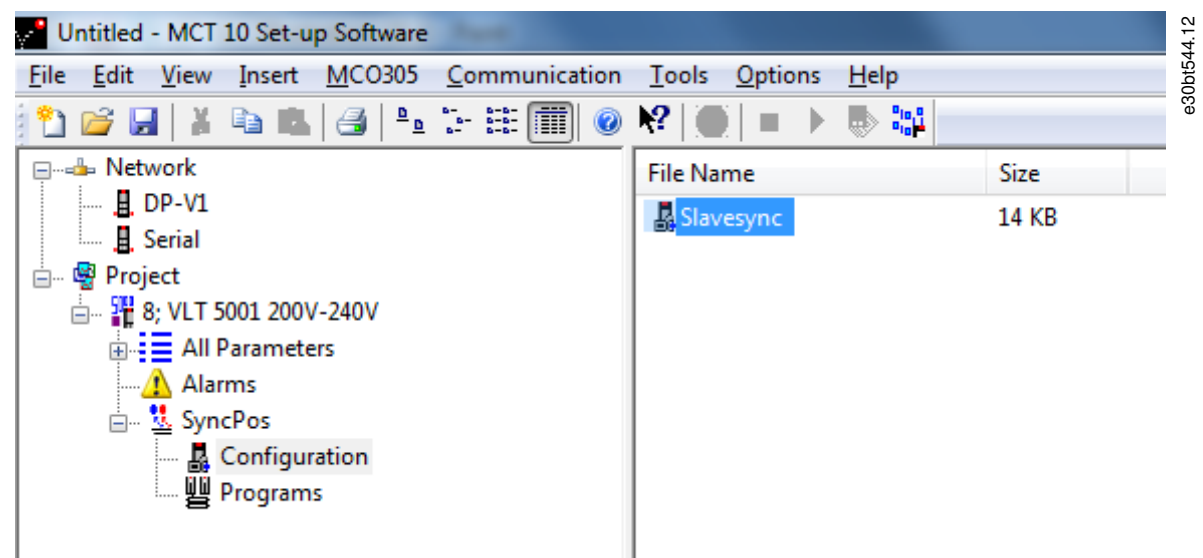 Untitled - MCT 10 Set-up Software
File Edit View Insert MCO305 Communication Tools Options Help
Network
DP-V1
Serial
Project
8; VLT 5001 200V-240V
All Parameters
Alarms
SyncPos
Configuration
Programs
File Name Size
Slavesync 14 KB
e30bt544.12